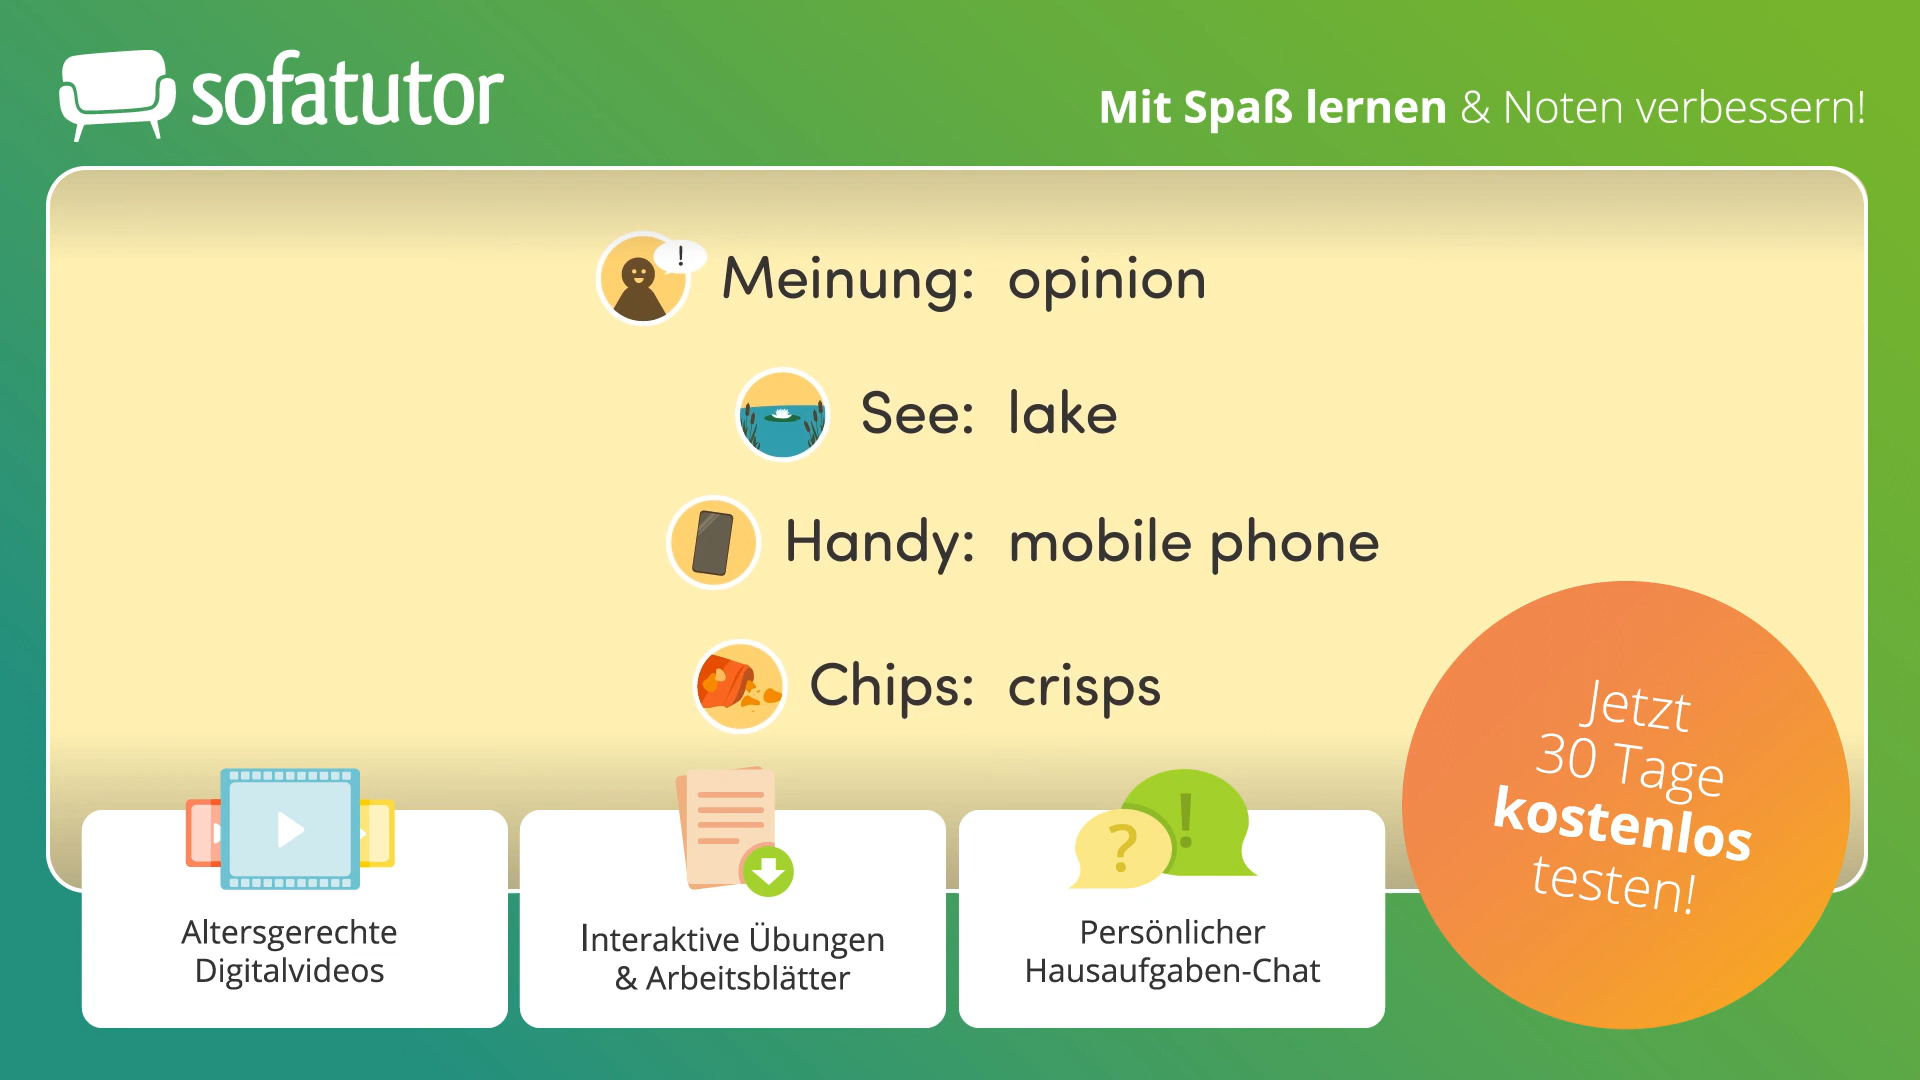 sofatutor
Mit Spaß lernen & Noten verbessern!
!
Meinung: opinion
See: lake
Handy: mobile phone
Chips: crisps
Jetzt
30 Tage
kostenlos
testen!
? !
Altersgerechte
Digitalvideos
Interaktive Übungen
& Arbeitsblätter
Persönlicher
Hausaufgaben-Chat